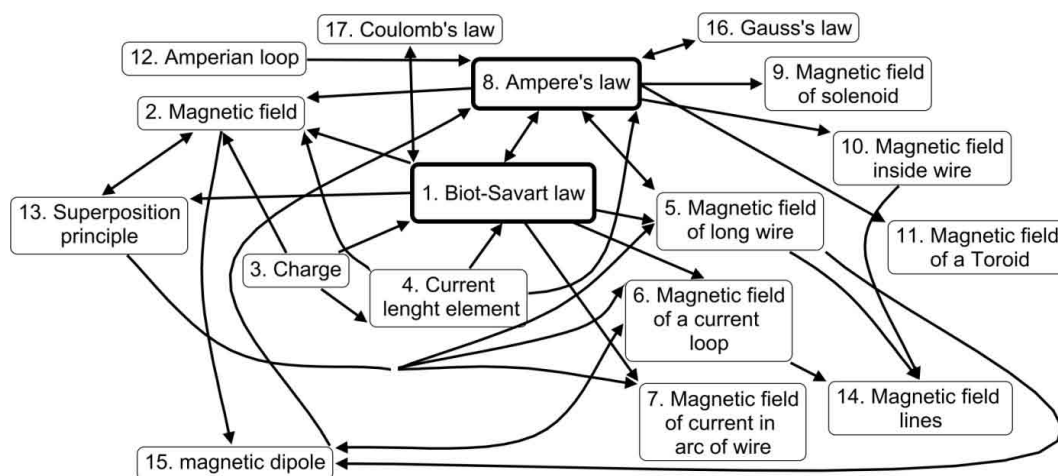 17. Coulomb's law
16. Gauss's law
12. Amperian loop
8. Ampere's law
9. Magnetic field
of solenoid
2. Magnetic field
10. Magnetic field
inside wire
1. Biot-Savart law
13. Superposition
principle
5. Magnetic field
of long wire
11. Magnetic field
of a Toroid
3. Charge
4. Current
lenght element
6. Magnetic field
of a current
loop
7. Magnetic field
of current in
arc of wire
14. Magnetic field
lines
15. magnetic dipole